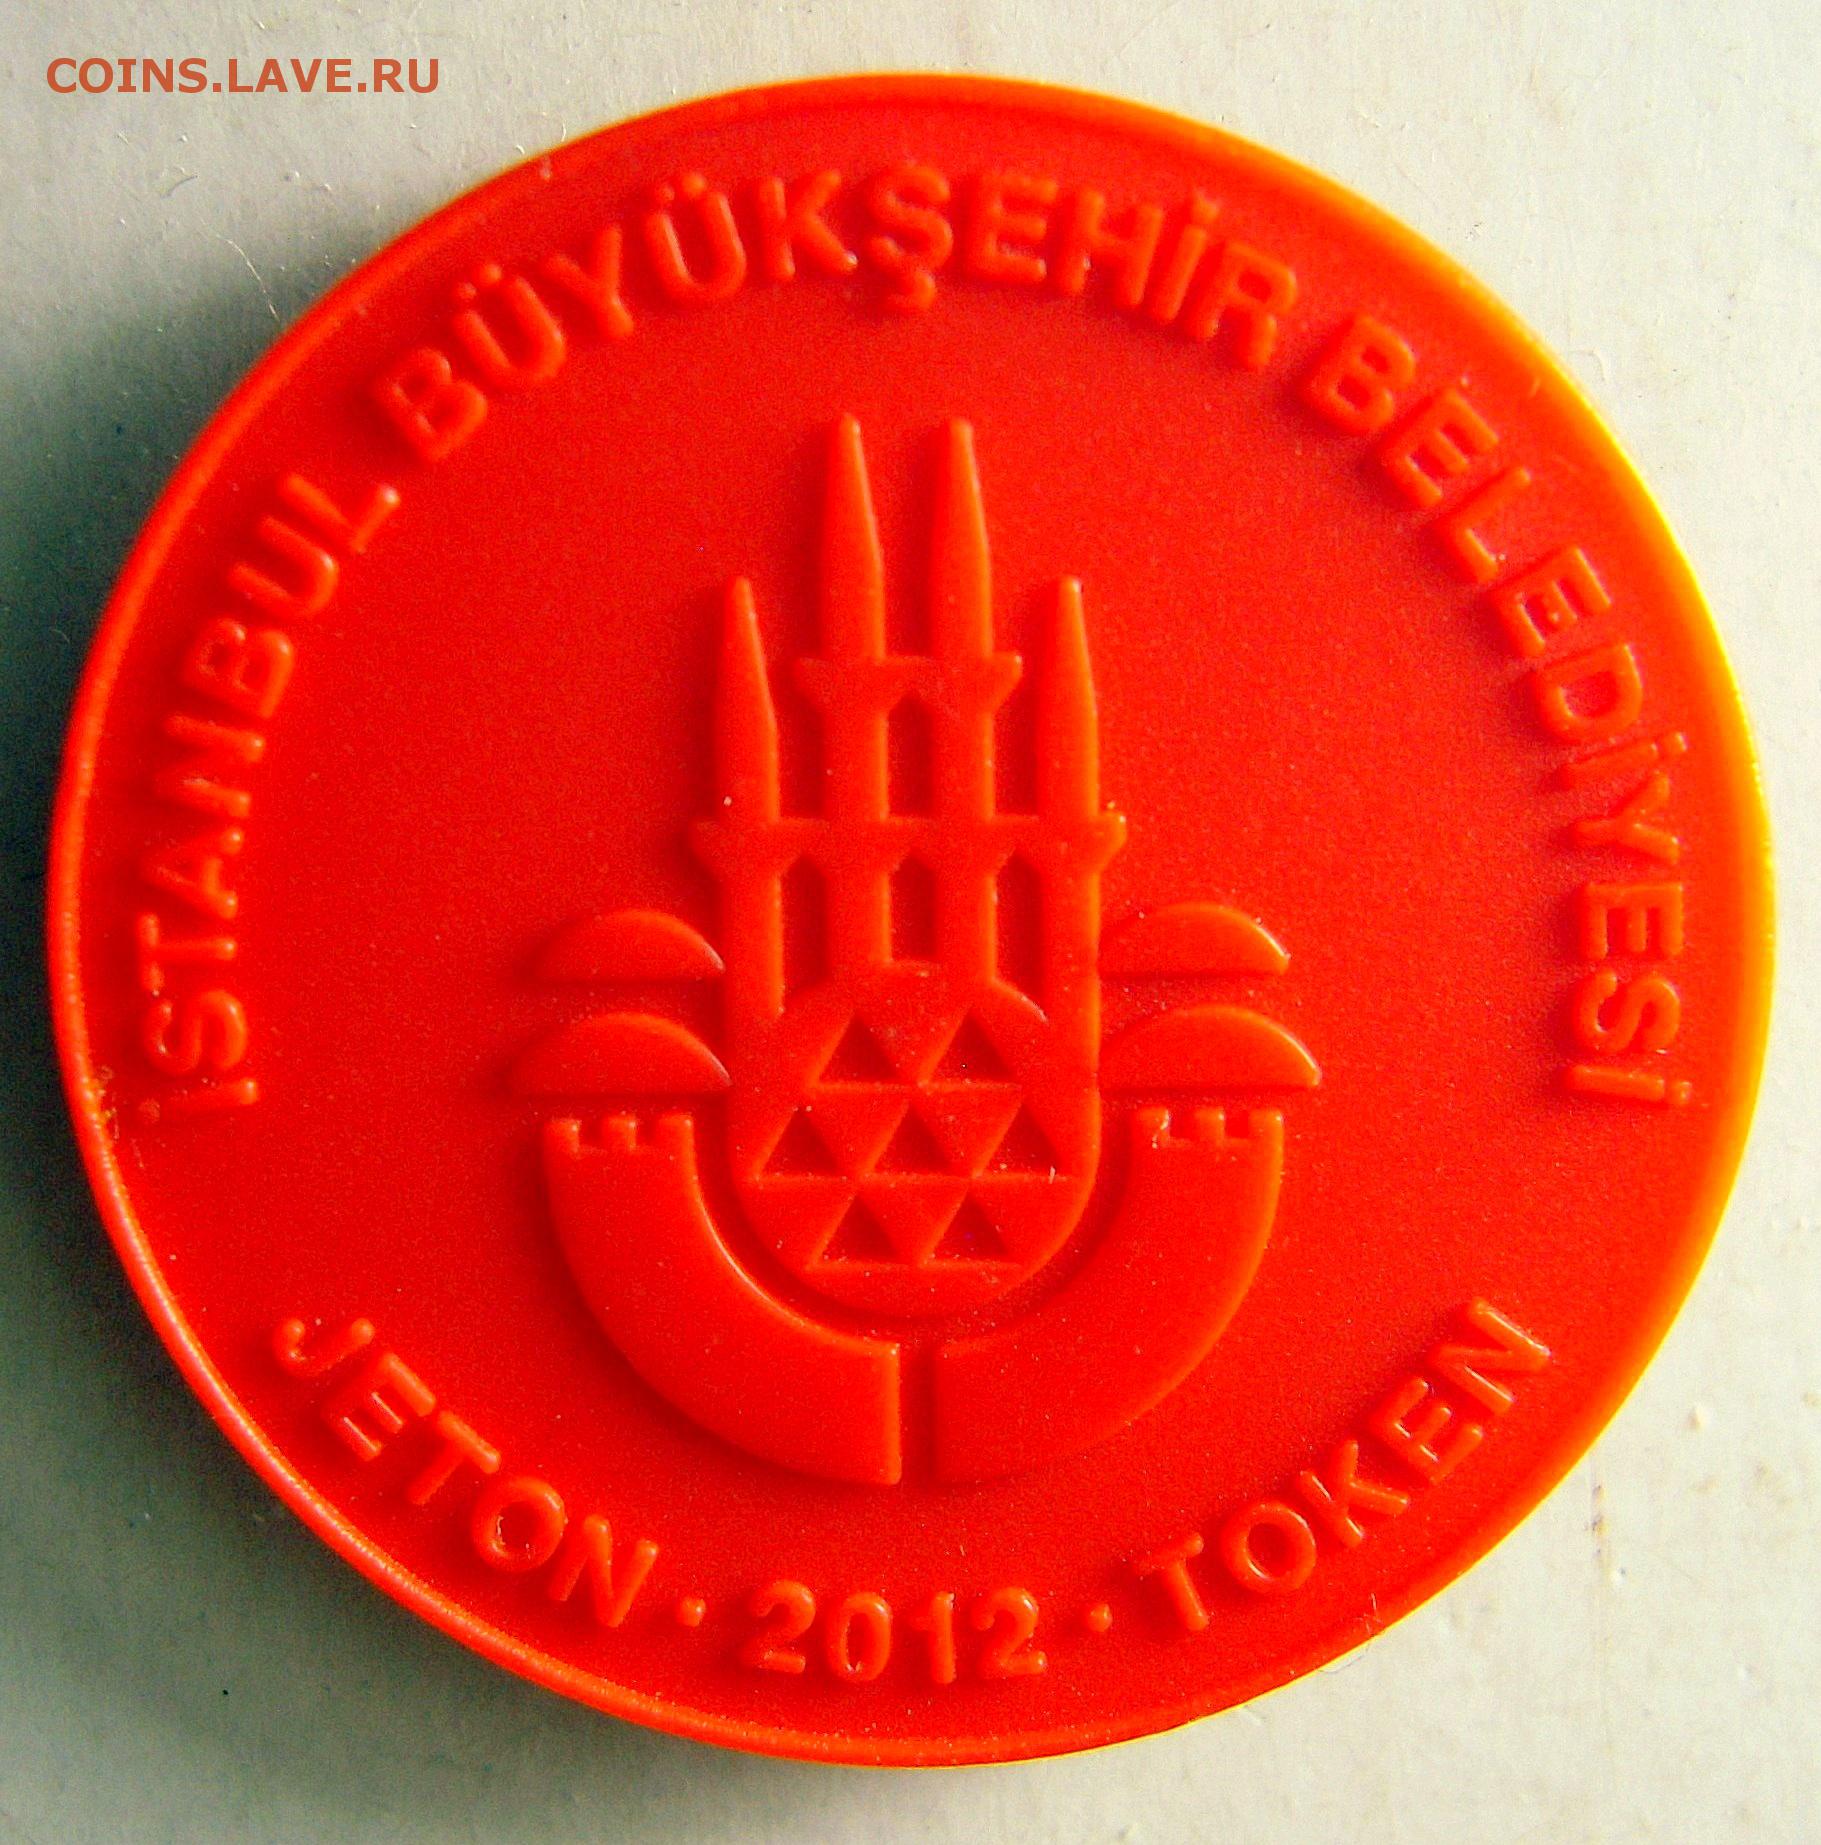 COINS.LAVE.RU
İSTANBUL BÜYÜKŞEHİR BELEDİYESİ
JETON · 2012 · TOKEN